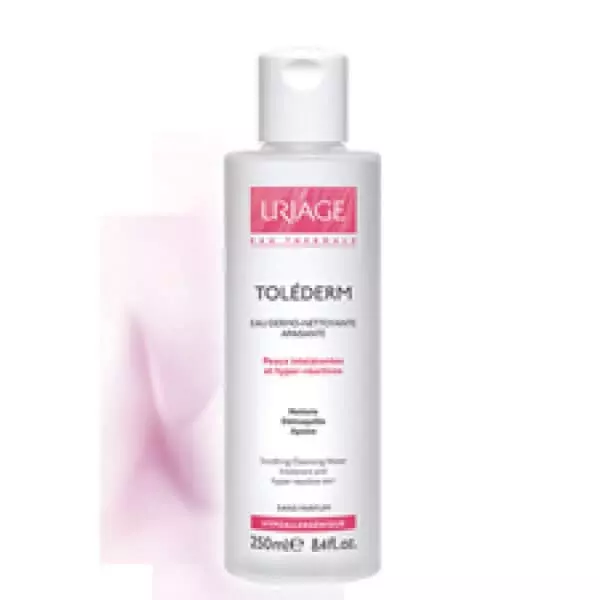 URIAGE
EAU THERMALE
TOLÉDERM
EAU DERMO-NETTOYANTE
APAISANTE
Peaux intolérantes
et hyper-réactives
Nettoie
Démaquille
Apaise
Soothing Cleansing Water
Intolerant and
hyper-reactive skin
SANS PARFUM
HYPOALLERGÉNIQUE
250ml℮ 8.4fl.oz.